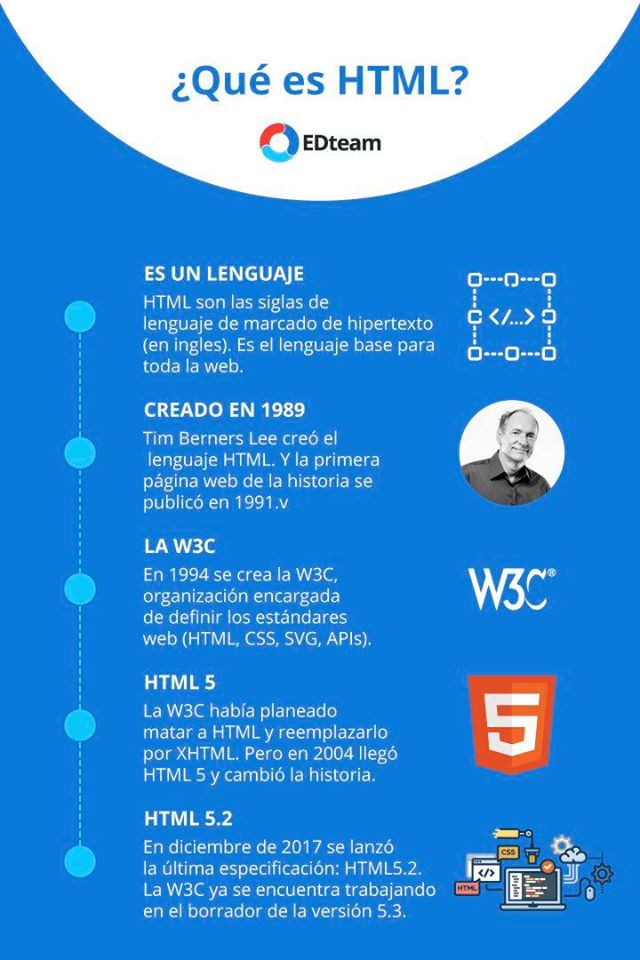 ¿Qué es HTML?
EDteam
ES UN LENGUAJE
HTML son las siglas de
lenguaje de marcado de hipertexto
(en ingles). Es el lenguaje base para
toda la web.
</...>
CREADO EN 1989
Tim Berners Lee creó el
lenguaje HTML. Y la primera
página web de la historia se
publicó en 1991.v
LA W3C
En 1994 se crea la W3C,
organización encargada
de definir los estándares
web (HTML, CSS, SVG, APIs).
W3C®
HTML 5
La W3C había planeado
matar a HTML y reemplazarlo
por XHTML. Pero en 2004 llegó
HTML 5 y cambió la historia.
5
HTML 5.2
En diciembre de 2017 se lanzó
la última especificación: HTML5.2.
La W3C ya se encuentra trabajando
en el borrador de la versión 5.3.
CSS
</>
HTML